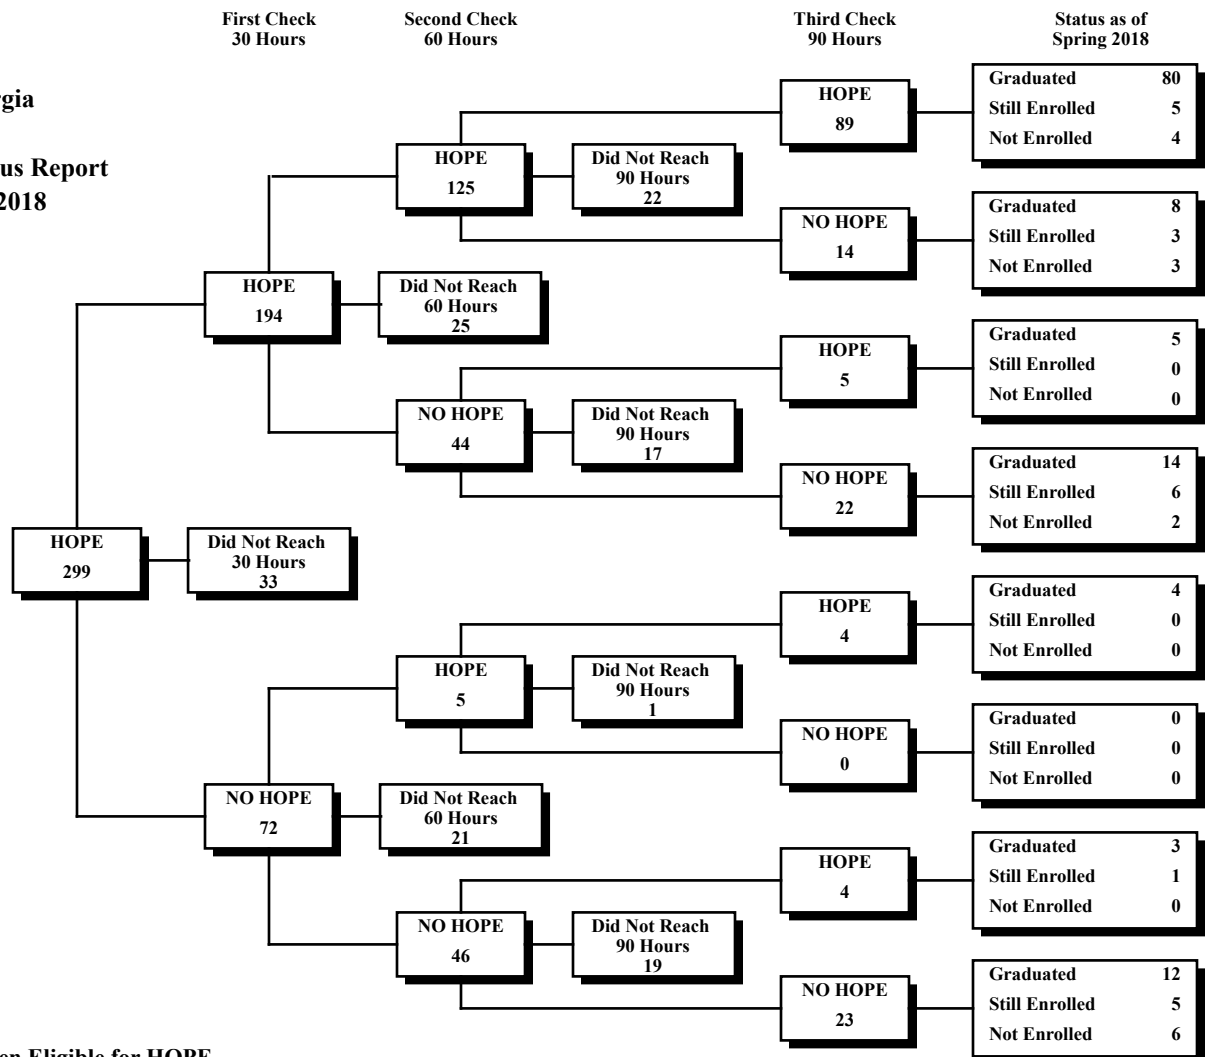 First Check
30 Hours
Second Check
60 Hours
Third Check
90 Hours
Status as of
Spring 2018
rgia
us Report
2018
HOPE
299
Did Not Reach
30 Hours
33
HOPE
194
Did Not Reach
60 Hours
25
NO HOPE
72
Did Not Reach
60 Hours
21
HOPE
125
Did Not Reach
90 Hours
22
NO HOPE
44
Did Not Reach
90 Hours
17
HOPE
5
Did Not Reach
90 Hours
1
NO HOPE
46
Did Not Reach
90 Hours
19
HOPE
89
Graduated 80
Still Enrolled 5
Not Enrolled 4
NO HOPE
14
Graduated 8
Still Enrolled 3
Not Enrolled 3
HOPE
5
Graduated 5
Still Enrolled 0
Not Enrolled 0
NO HOPE
22
Graduated 14
Still Enrolled 6
Not Enrolled 2
HOPE
4
Graduated 4
Still Enrolled 0
Not Enrolled 0
NO HOPE
0
Graduated 0
Still Enrolled 0
Not Enrolled 0
HOPE
4
Graduated 3
Still Enrolled 1
Not Enrolled 0
NO HOPE
23
Graduated 12
Still Enrolled 5
Not Enrolled 6
en Eligible for HOPE